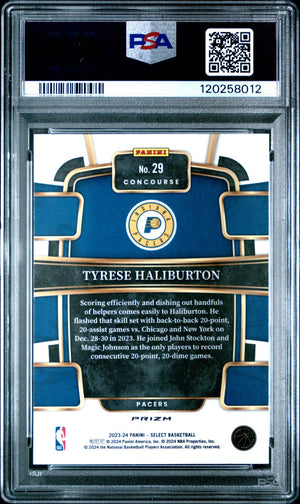 PSA
120258012
PANINI
No. 29
CONCOURSE
INDIANA
P
PACERS
TYRESE HALIBURTON
Scoring efficiently and dishing out handfuls
of helpers comes easily to Haliburton. He
flashed that skill set with back-to-back 20-point,
20-assist games vs. Chicago and New York on
Dec. 28-30 in 2023. He joined John Stockton and
Magic Johnson as the only players to record
consecutive 20-point, 20-dime games.
PACERS
PRIZM
2023-24 PANINI - SELECT BASKETBALL
© 2024 Panini America, Inc. © 2024 NBA Properties, Inc.
© 2024 the National Basketball Players Association. All rights reserved.